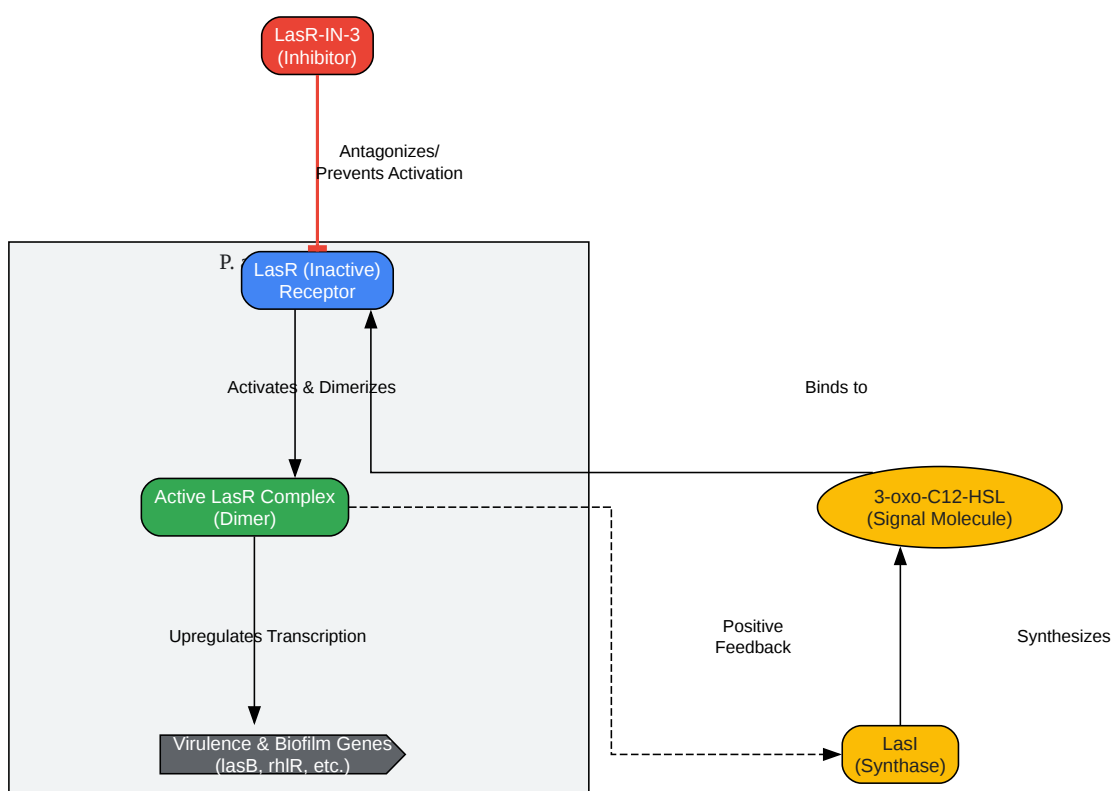 LasR-IN-3
(Inhibitor)
Antagonizes/
Prevents Activation
P.
LasR (Inactive)
Receptor
Activates & Dimerizes
Binds to
Active LasR Complex
(Dimer)
3-oxo-C12-HSL
(Signal Molecule)
Upregulates Transcription
Positive
Feedback
Synthesizes
Virulence & Biofilm Genes
(lasB, rhlR, etc.)
LasI
(Synthase)